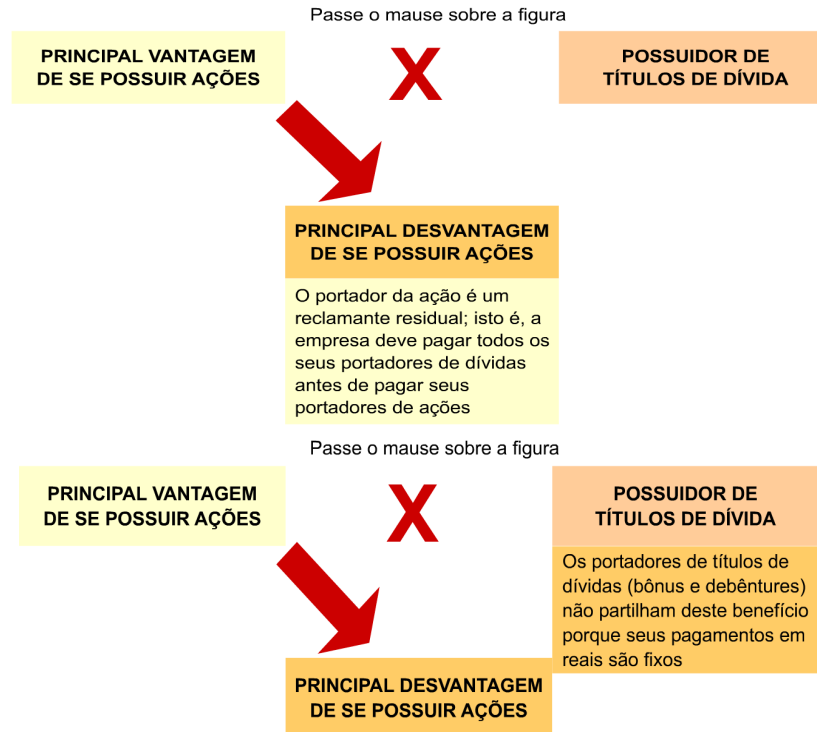 Passe o mause sobre a figura
PRINCIPAL VANTAGEM
DE SE POSSUIR AÇÕES
X
POSSUIDOR DE
TÍTULOS DE DÍVIDA
PRINCIPAL DESVANTAGEM
DE SE POSSUIR AÇÕES
O portador da ação é um
reclamante residual; isto é, a
empresa deve pagar todos os
seus portadores de dívidas
antes de pagar seus
portadores de ações
Passe o mause sobre a figura
PRINCIPAL VANTAGEM
DE SE POSSUIR AÇÕES
X
POSSUIDOR DE
TÍTULOS DE DÍVIDA
Os portadores de títulos de
dívidas (bônus e debêntures)
não partilham deste benefício
porque seus pagamentos em
reais são fixos
PRINCIPAL DESVANTAGEM
DE SE POSSUIR AÇÕES